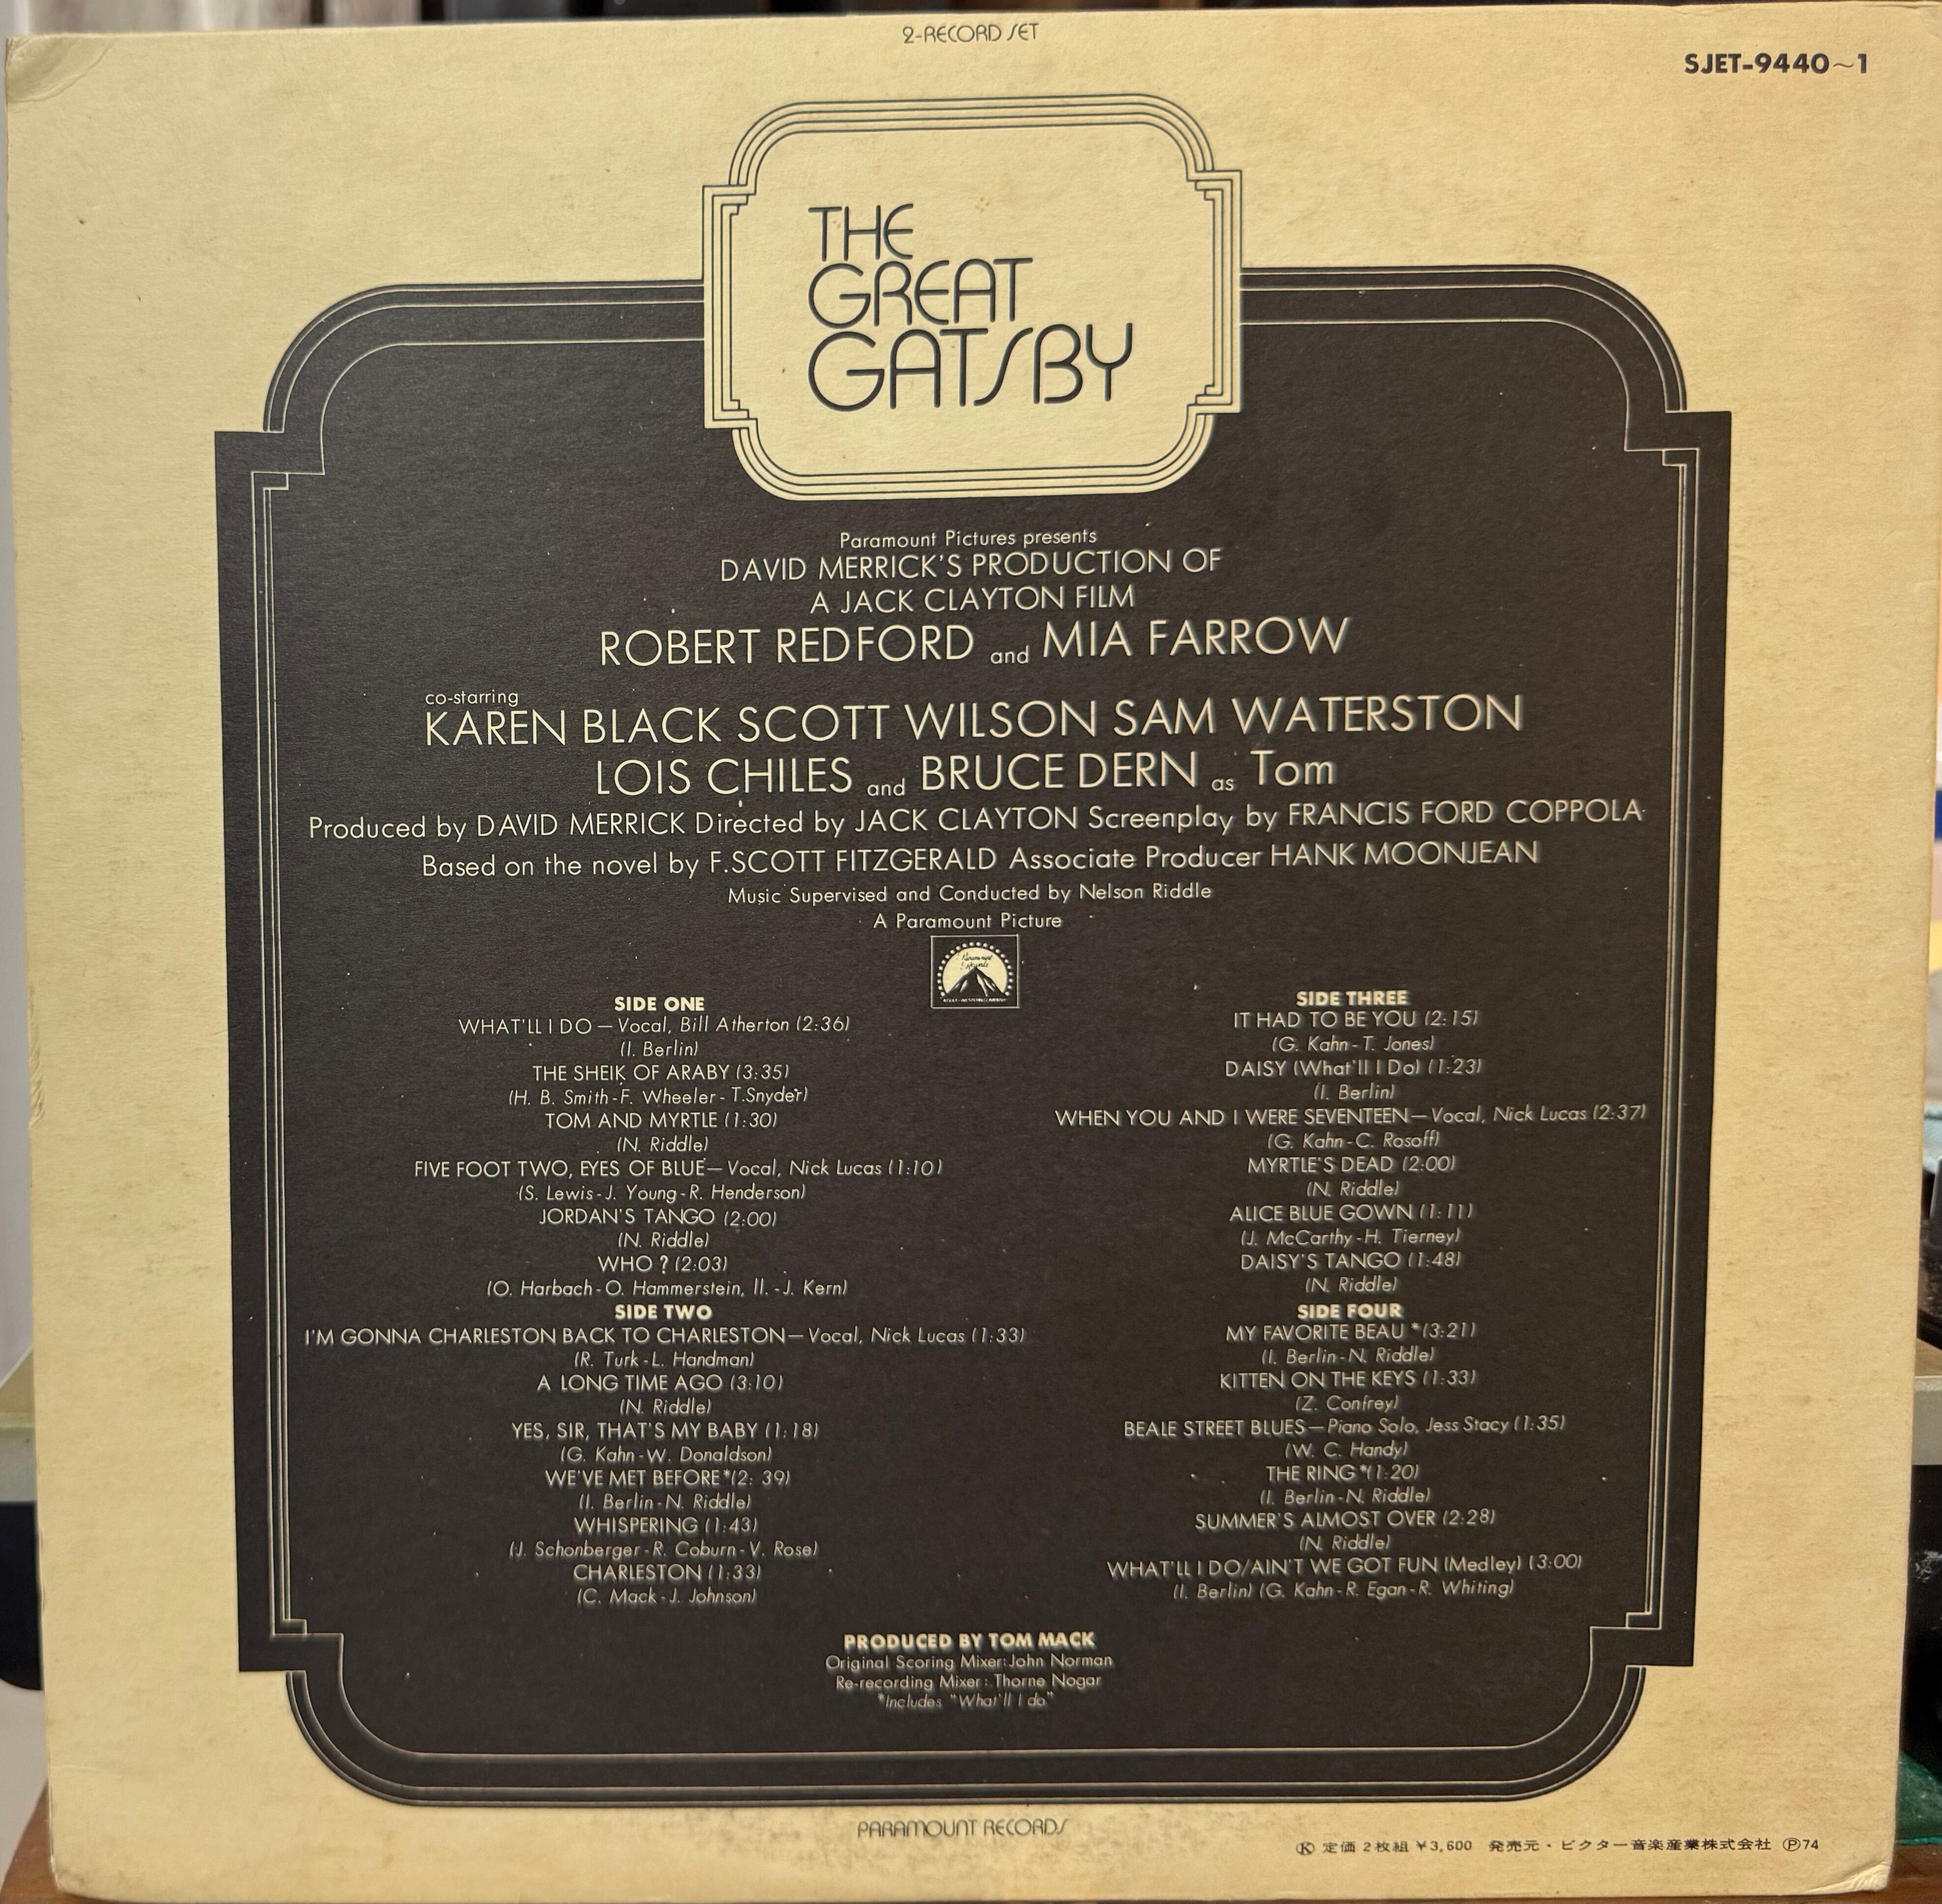 2-RECORD SET
SJET-9440~1
THE
GREAT
GATSBY
Paramount Pictures presents
DAVID MERRICK'S PRODUCTION OF
A JACK CLAYTON FILM
ROBERT REDFORD and MIA FARROW
co-starring
KAREN BLACK SCOTT WILSON SAM WATERSTON
LOIS CHILES and BRUCE DERN as Tom
Produced by DAVID MERRICK Directed by JACK CLAYTON Screenplay by FRANCIS FORD COPPOLA
Based on the novel by F.SCOTT FITZGERALD Associate Producer HANK MOONJEAN
Music Supervised and Conducted by Nelson Riddle
A Paramount Picture
SIDE ONE
WHAT'LL I DO — Vocal, Bill Atherton (2:36)
(I. Berlin)
THE SHEIK OF ARABY (3:35)
(H. B. Smith-F. Wheeler-T.Snyder)
TOM AND MYRTLE (1:30)
(N. Riddle)
FIVE FOOT TWO, EYES OF BLUE—Vocal, Nick Lucas (1:10)
(S. Lewis-J. Young-R. Henderson)
JORDAN'S TANGO (2:00)
(N. Riddle)
WHO ? (2:03)
(O. Harbach-O. Hammerstein, II. -J. Kern)
SIDE TWO
I'M GONNA CHARLESTON BACK TO CHARLESTON—Vocal, Nick Lucas (1:33)
(R. Turk-L. Handman)
A LONG TIME AGO (3:10)
(N. Riddle)
YES, SIR, THAT'S MY BABY (1:18)
(G. Kahn-W. Donaldson)
WE'VE MET BEFORE*(2: 39)
(I. Berlin-N. Riddle)
WHISPERING (1:43)
(J. Schonberger-R. Coburn-V. Rose)
CHARLESTON (1:33)
(C. Mack-J. Johnson)
SIDE THREE
IT HAD TO BE YOU (2:15)
(G. Kahn-T. Jones)
DAISY (What'll I Do) (1:23)
(I. Berlin)
WHEN YOU AND I WERE SEVENTEEN—Vocal, Nick Lucas (2:37)
(G. Kahn-C. Rosoff)
MYRTLE'S DEAD (2:00)
(N. Riddle)
ALICE BLUE GOWN (1:11)
(J. McCarthy-H. Tierney)
DAISY'S TANGO (1:48)
(N. Riddle)
SIDE FOUR
MY FAVORITE BEAU *(3:21)
(I. Berlin-N. Riddle)
KITTEN ON THE KEYS (1:33)
(Z. Confrey)
BEALE STREET BLUES—Piano Solo, Jess Stacy (1:35)
(W. C. Handy)
THE RING *(1:20)
(I. Berlin-N. Riddle)
SUMMER'S ALMOST OVER (2:28)
(N. Riddle)
WHAT'LL I DO/AIN'T WE GOT FUN (Medley) (3:00)
(I. Berlin) (G. Kahn-R. Egan-R. Whiting)
PRODUCED BY TOM MACK
Original Scoring Mixer:John Norman
Re-recording Mixer: Thorne Nogar
*Includes "What'll I do"
PARAMOUNT RECORDS
Ⓚ 定価 2枚組 ¥3,600 発売元・ビクター音楽産業株式会社 Ⓟ74